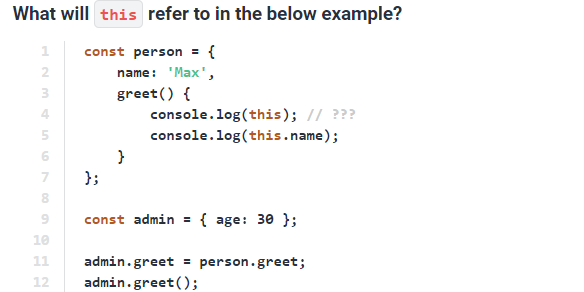 What will this refer to in the below example?
1 const person = {
2     name: 'Max',
3     greet() {
4         console.log(this); // ???
5         console.log(this.name);
6     }
7 };
8
9 const admin = { age: 30 };
10
11 admin.greet = person.greet;
12 admin.greet();